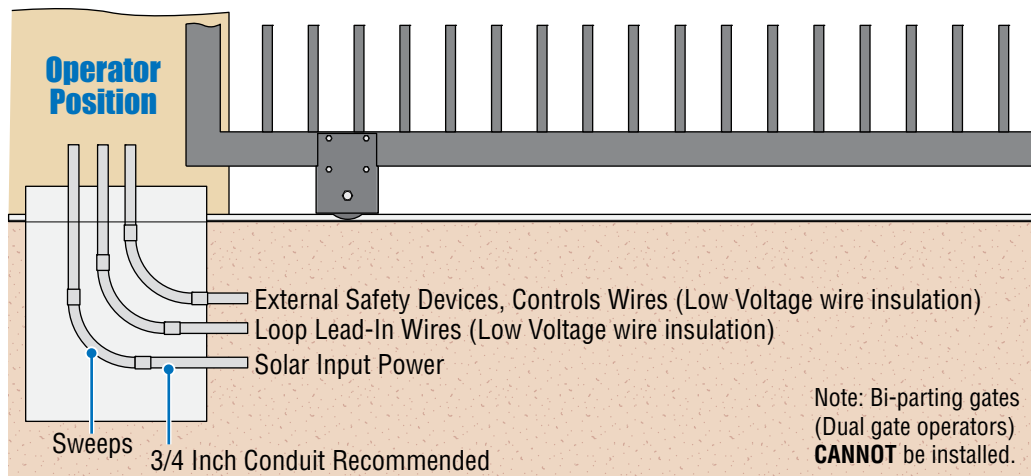 Operator
Position
External Safety Devices, Controls Wires (Low Voltage wire insulation)
Loop Lead-In Wires (Low Voltage wire insulation)
Solar Input Power
Sweeps
3/4 Inch Conduit Recommended
Note: Bi-parting gates
(Dual gate operators)
CANNOT be installed.